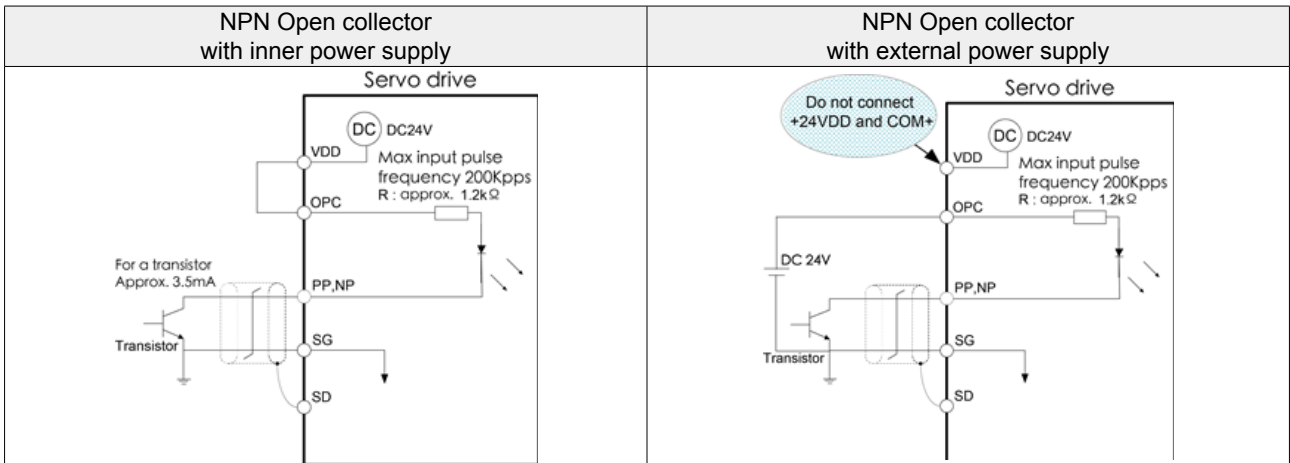 NPN Open collector
with inner power supply
NPN Open collector
with external power supply
Servo drive
DC
DC24V
VDD
Max input pulse
frequency 200Kpps
R : approx. 1.2kΩ
OPC
For a transistor
Approx. 3.5mA
PP,NP
Transistor
SG
SD
Do not connect
+24VDD and COM+
Servo drive
DC
DC24V
VDD
Max input pulse
frequency 200Kpps
R : approx. 1.2kΩ
OPC
DC 24V
PP,NP
SG
Transistor
SD